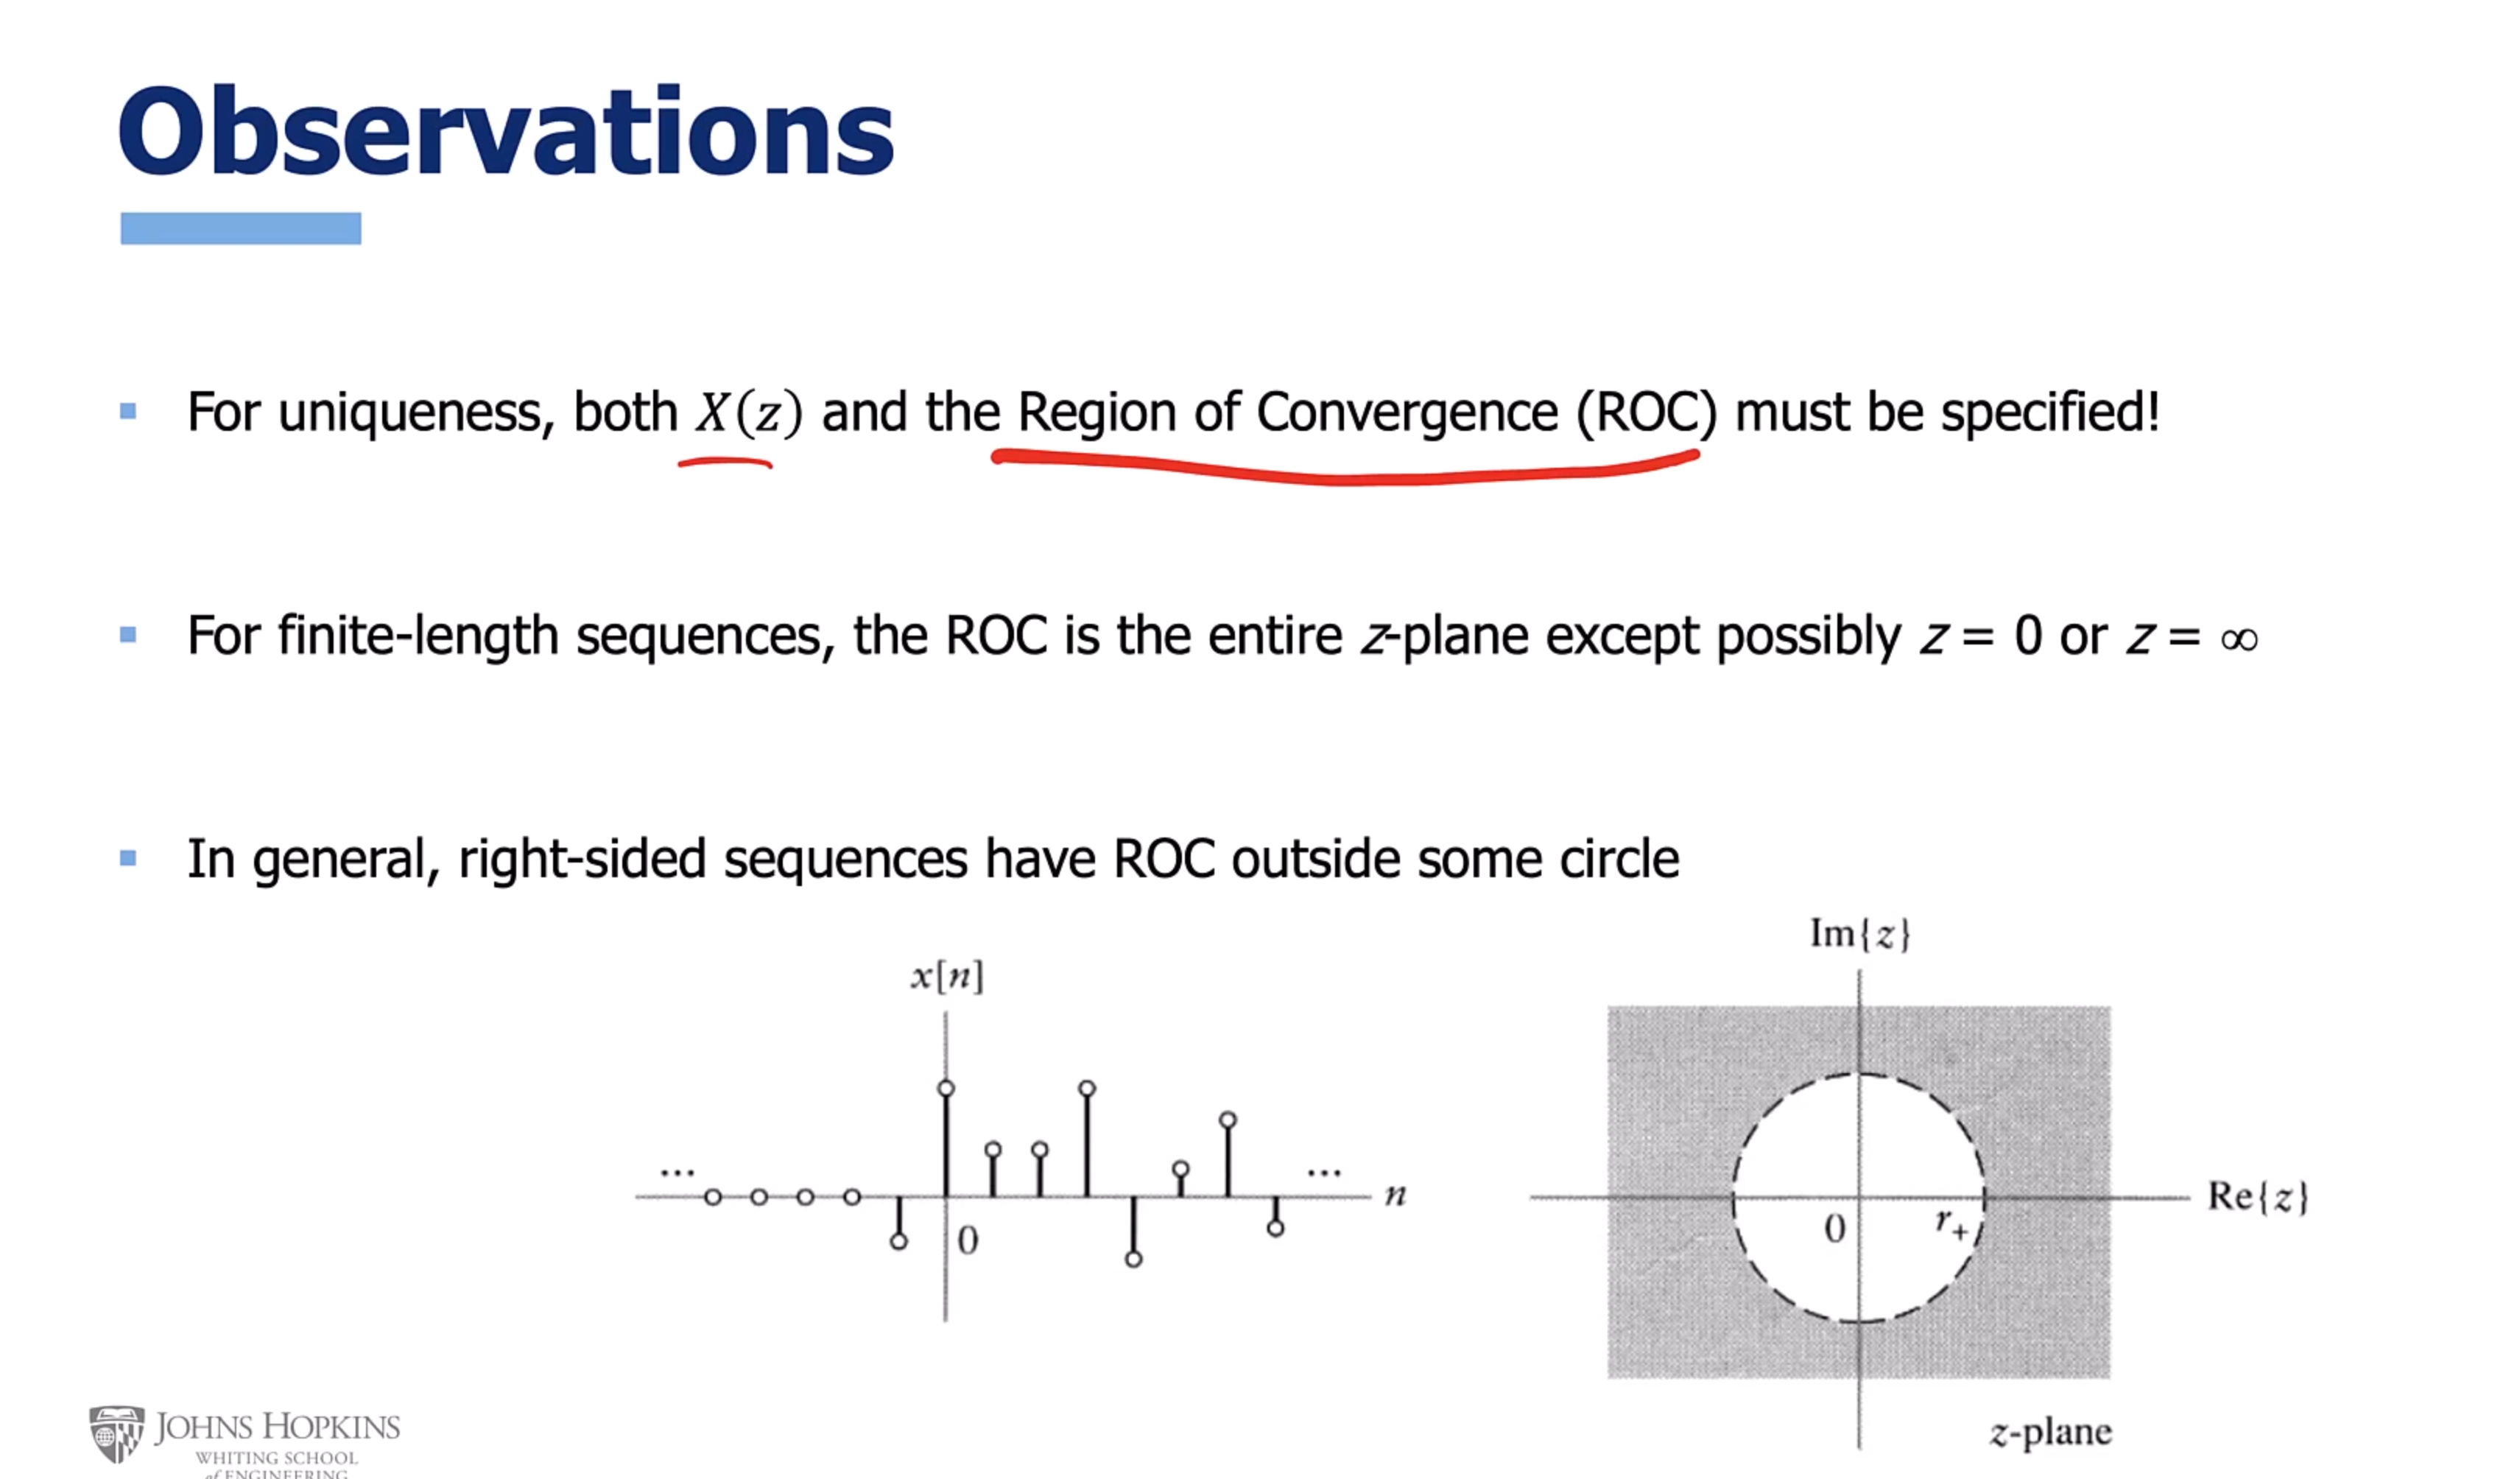 Observations
▪ For uniqueness, both X(z) and the Region of Convergence (ROC) must be specified!
▪ For finite-length sequences, the ROC is the entire z-plane except possibly z = 0 or z = ∞
▪ In general, right-sided sequences have ROC outside some circle
x[n]
...
...
n
0
Im{z}
Re{z}
0
r₊
z-plane
JOHNS HOPKINS
WHITING SCHOOL
of ENGINEERING